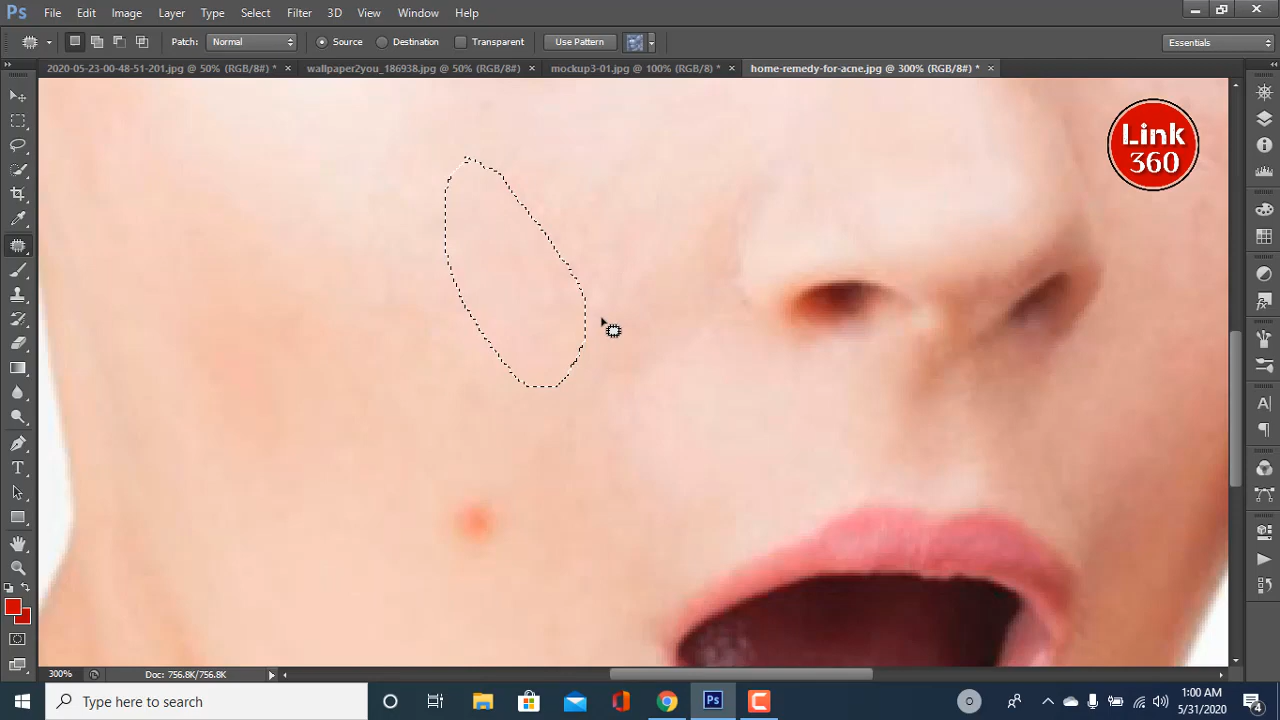 Ps File Edit Image Layer Type Select Filter 3D View Window Help
Patch: Normal Source Destination Transparent Use Pattern Essentials
2020-05-23-00-48-51-201.jpg @ 50% (RGB/8#) * × wallpaper2you_186938.jpg @ 50% (RGB/8#) × mockup3-01.jpg @ 100% (RGB/8) * × home-remedy-for-acne.jpg @ 300% (RGB/8#) * ×
Link
360
300% Doc: 756.8K/756.8K
Type here to search
Ps
1:00 AM
5/31/2020
4